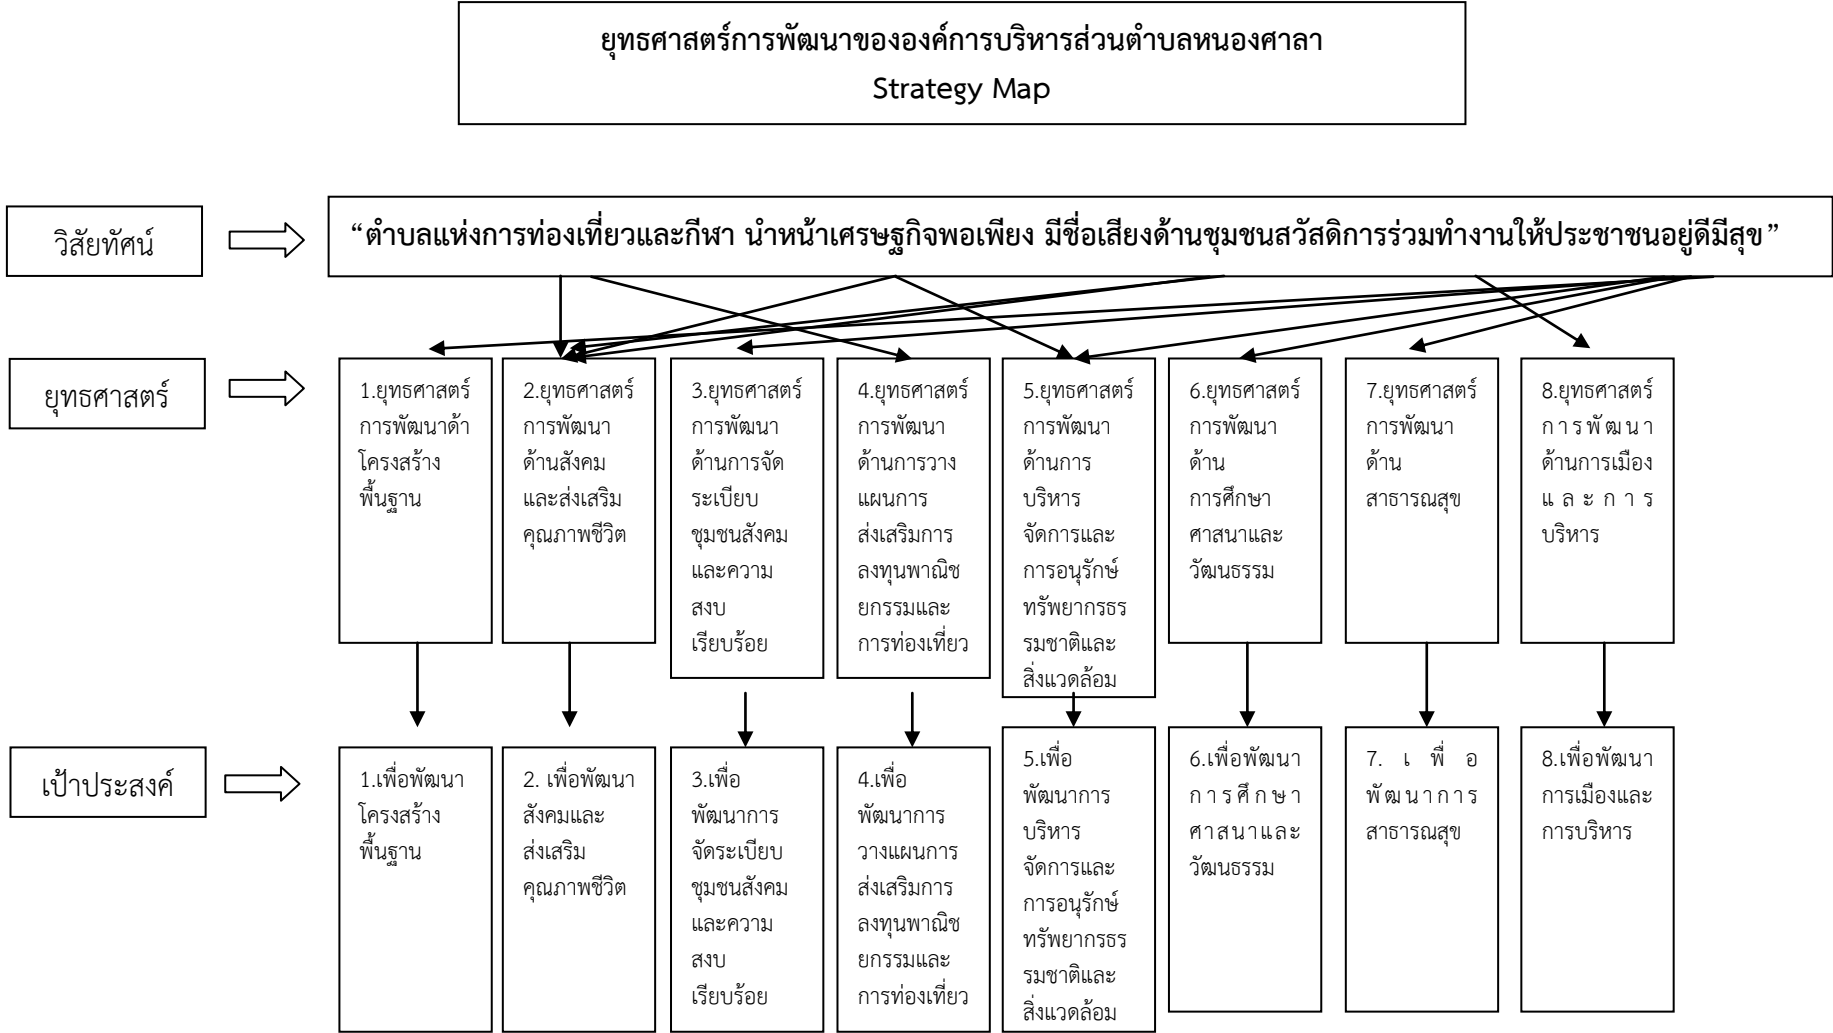 ยุทธศาสตร์การพัฒนาขององค์การบริหารส่วนตำบลหนองศาลา
Strategy Map
วิสัยทัศน์
“ตำบลแห่งการท่องเที่ยวและกีฬา นำหน้าเศรษฐกิจพอเพียง มีชื่อเสียงด้านชุมชนสวัสดิการร่วมทำงานให้ประชาชนอยู่ดีมีสุข”
ยุทธศาสตร์
1.ยุทธศาสตร์
การพัฒนาด้า
โครงสร้าง
พื้นฐาน
2.ยุทธศาสตร์
การพัฒนา
ด้านสังคม
และส่งเสริม
คุณภาพชีวิต
3.ยุทธศาสตร์
การพัฒนา
ด้านการจัด
ระเบียบ
ชุมชนสังคม
และความ
สงบ
เรียบร้อย
4.ยุทธศาสตร์
การพัฒนา
ด้านการวาง
แผนการ
ส่งเสริมการ
ลงทุนพาณิช
ยกรรมและ
การท่องเที่ยว
5.ยุทธศาสตร์
การพัฒนา
ด้านการ
บริหาร
จัดการและ
การอนุรักษ์
ทรัพยากรธร
รมชาติและ
สิ่งแวดล้อม
6.ยุทธศาสตร์
การพัฒนา
ด้าน
การศึกษา
ศาสนาและ
วัฒนธรรม
7.ยุทธศาสตร์
การพัฒนา
ด้าน
สาธารณสุข
8.ยุทธศาสตร์
การพัฒนา
ด้านการเมือง
และการ
บริหาร
เป้าประสงค์
1.เพื่อพัฒนา
โครงสร้าง
พื้นฐาน
2. เพื่อพัฒนา
สังคมและ
ส่งเสริม
คุณภาพชีวิต
3.เพื่อ
พัฒนาการ
จัดระเบียบ
ชุมชนสังคม
และความ
สงบ
เรียบร้อย
4.เพื่อ
พัฒนาการ
วางแผนการ
ส่งเสริมการ
ลงทุนพาณิช
ยกรรมและ
การท่องเที่ยว
5.เพื่อ
พัฒนาการ
บริหาร
จัดการและ
การอนุรักษ์
ทรัพยากรธร
รมชาติและ
สิ่งแวดล้อม
6.เพื่อพัฒนา
การศึกษา
ศาสนาและ
วัฒนธรรม
7. เพื่อ
พัฒนาการ
สาธารณสุข
8.เพื่อพัฒนา
การเมืองและ
การบริหาร